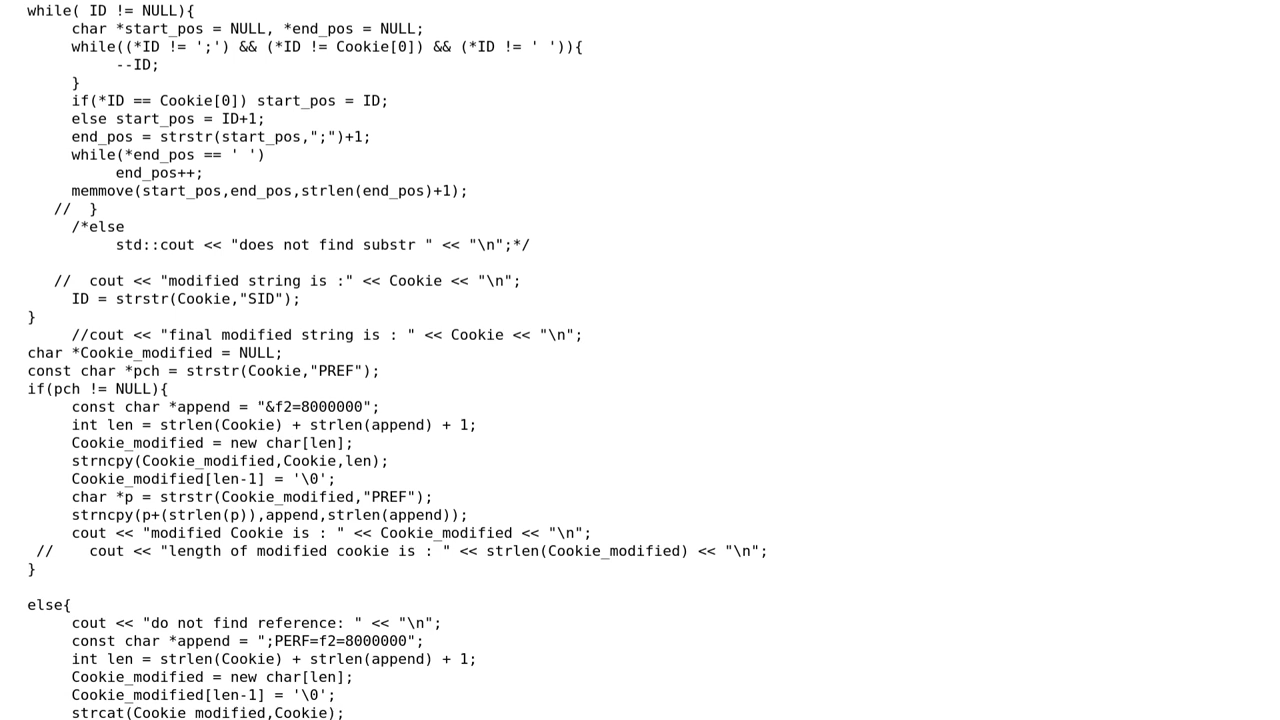 while( ID != NULL){
char *start_pos = NULL, *end_pos = NULL;
while((*ID != ';') && (*ID != Cookie[0]) && (*ID != ' ')){
--ID;
}
if(*ID == Cookie[0]) start_pos = ID;
else start_pos = ID+1;
end_pos = strstr(start_pos,";")+1;
while(*end_pos == ' ')
end_pos++;
memmove(start_pos,end_pos,strlen(end_pos)+1);
//  }
/*else
std::cout << "does not find substr " << "\n";*/
//  cout << "modified string is :" << Cookie << "\n";
ID = strstr(Cookie,"SID");
}
//cout << "final modified string is : " << Cookie << "\n";
char *Cookie_modified = NULL;
const char *pch = strstr(Cookie,"PREF");
if(pch != NULL){
const char *append = "&f2=8000000";
int len = strlen(Cookie) + strlen(append) + 1;
Cookie_modified = new char[len];
strncpy(Cookie_modified,Cookie,len);
Cookie_modified[len-1] = '\0';
char *p = strstr(Cookie_modified,"PREF");
strncpy(p+(strlen(p)),append,strlen(append));
cout << "modified Cookie is : " << Cookie_modified << "\n";
//    cout << "length of modified cookie is : " << strlen(Cookie_modified) << "\n";
}
else{
cout << "do not find reference: " << "\n";
const char *append = ";PERF=f2=8000000";
int len = strlen(Cookie) + strlen(append) + 1;
Cookie_modified = new char[len];
Cookie_modified[len-1] = '\0';
strcat(Cookie_modified,Cookie);